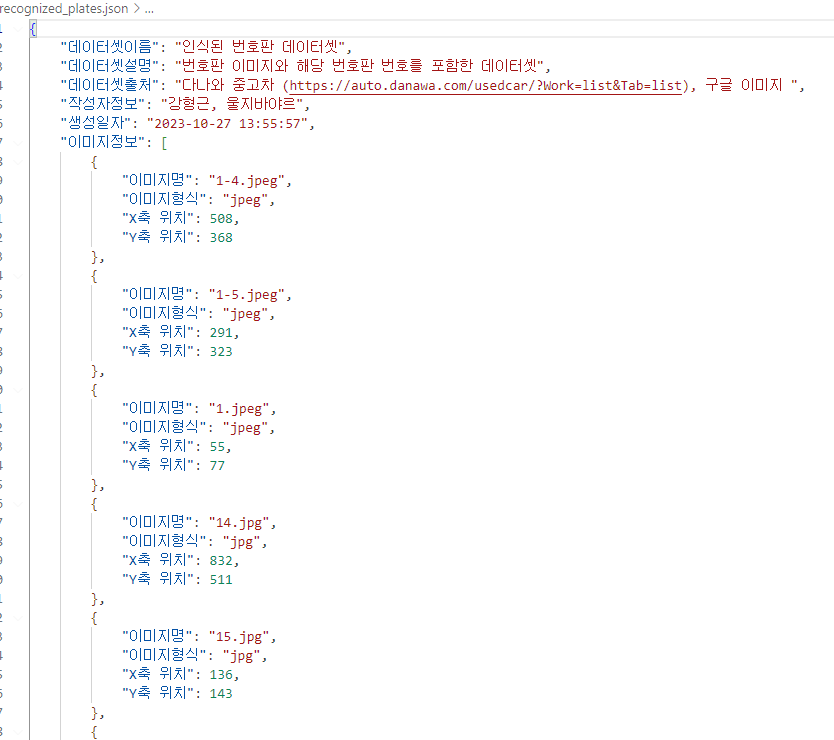 recognized_plates.json > ...
{
"데이터셋이름": "인식된 번호판 데이터셋",
"데이터셋설명": "번호판 이미지와 해당 번호판 번호를 포함한 데이터셋",
"데이터셋출처": "다나와 중고차 (https://auto.danawa.com/usedcar/?Work=list&Tab=list), 구글 이미지 ",
"작성자정보": "강형근, 울지바야르",
"생성일자": "2023-10-27 13:55:57",
"이미지정보": [
{
"이미지명": "1-4.jpeg",
"이미지형식": "jpeg",
"X축 위치": 508,
"Y축 위치": 368
},
{
"이미지명": "1-5.jpeg",
"이미지형식": "jpeg",
"X축 위치": 291,
"Y축 위치": 323
},
{
"이미지명": "1.jpeg",
"이미지형식": "jpeg",
"X축 위치": 55,
"Y축 위치": 77
},
{
"이미지명": "14.jpg",
"이미지형식": "jpg",
"X축 위치": 832,
"Y축 위치": 511
},
{
"이미지명": "15.jpg",
"이미지형식": "jpg",
"X축 위치": 136,
"Y축 위치": 143
},
{